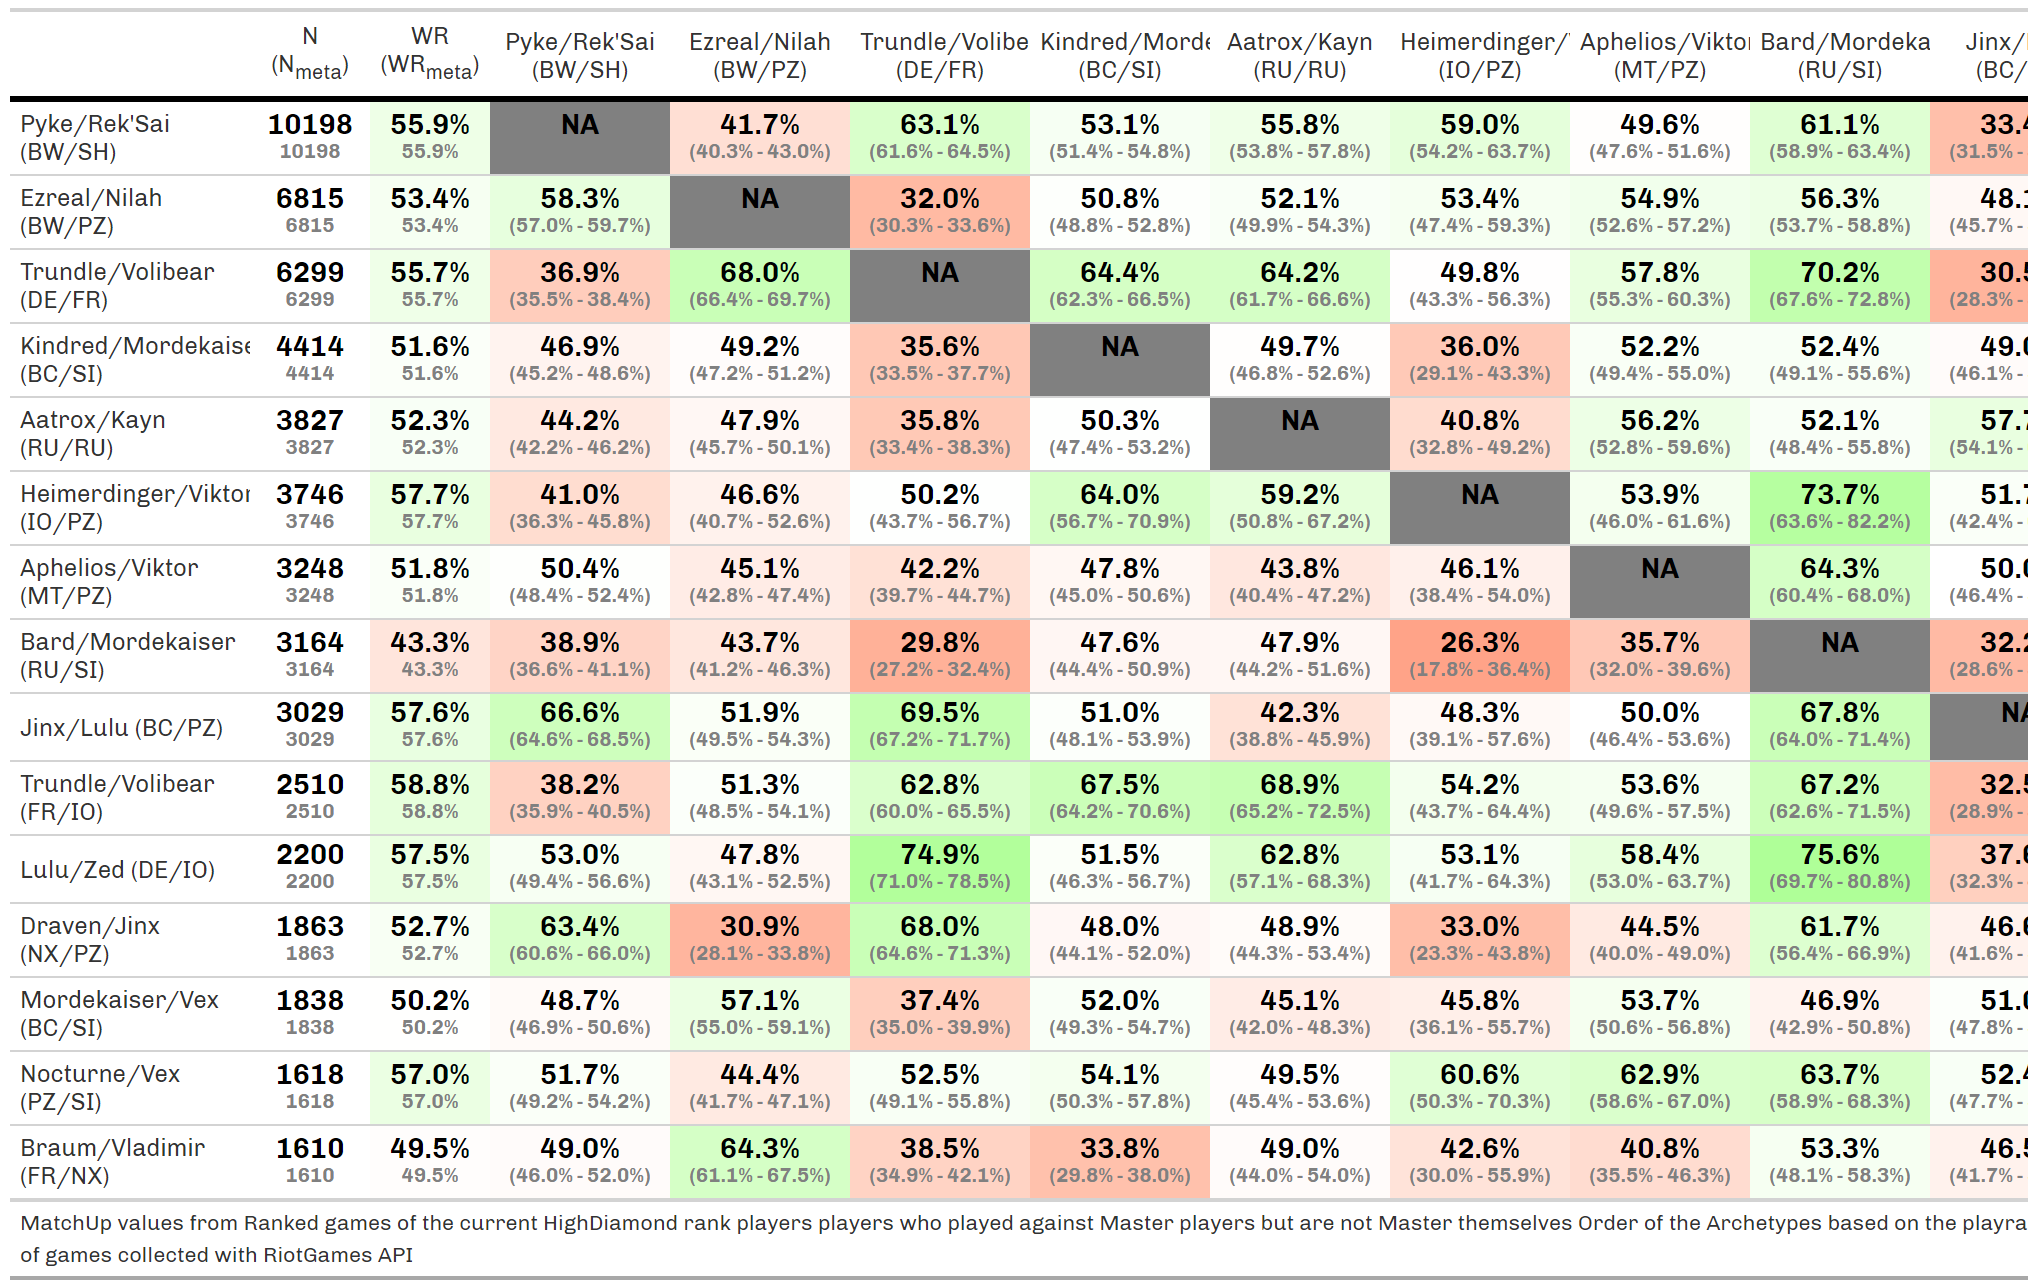 N WR Pyke/Rek'Sai Ezreal/Nilah Trundle/Volibe Kindred/Morde Aatrox/Kayn Heimerdinger/ Aphelios/Viktor Bard/Mordeka Jinx/
(Nmeta) (WRmeta) (BW/SH) (BW/PZ) (DE/FR) (BC/SI) (RU/RU) (IO/PZ) (MT/PZ) (RU/SI) (BC/
Pyke/Rek'Sai 10198 55.9% NA 41.7% 63.1% 53.1% 55.8% 59.0% 49.6% 61.1% 33.4
(BW/SH) 10198 55.9% (40.3% - 43.0%) (61.6% - 64.5%) (51.4% - 54.8%) (53.8% - 57.8%) (54.2% - 63.7%) (47.6% - 51.6%) (58.9% - 63.4%) (31.5% -
Ezreal/Nilah 6815 53.4% 58.3% NA 32.0% 50.8% 52.1% 53.4% 54.9% 56.3% 48.1
(BW/PZ) 6815 53.4% (57.0% - 59.7%) (30.3% - 33.6%) (48.8% - 52.8%) (49.9% - 54.3%) (47.4% - 59.3%) (52.6% - 57.2%) (53.7% - 58.8%) (45.7% -
Trundle/Volibear 6299 55.7% 36.9% 68.0% NA 64.4% 64.2% 49.8% 57.8% 70.2% 30.5
(DE/FR) 6299 55.7% (35.5% - 38.4%) (66.4% - 69.7%) (62.3% - 66.5%) (61.7% - 66.6%) (43.3% - 56.3%) (55.3% - 60.3%) (67.6% - 72.8%) (28.3% -
Kindred/Mordekaise 4414 51.6% 46.9% 49.2% 35.6% NA 49.7% 36.0% 52.2% 52.4% 49.0
(BC/SI) 4414 51.6% (45.2% - 48.6%) (47.2% - 51.2%) (33.5% - 37.7%) (46.8% - 52.6%) (29.1% - 43.3%) (49.4% - 55.0%) (49.1% - 55.6%) (46.1% -
Aatrox/Kayn 3827 52.3% 44.2% 47.9% 35.8% 50.3% NA 40.8% 56.2% 52.1% 57.7
(RU/RU) 3827 52.3% (42.2% - 46.2%) (45.7% - 50.1%) (33.4% - 38.3%) (47.4% - 53.2%) (32.8% - 49.2%) (52.8% - 59.6%) (48.4% - 55.8%) (54.1% -
Heimerdinger/Viktor 3746 57.7% 41.0% 46.6% 50.2% 64.0% 59.2% NA 53.9% 73.7% 51.7
(IO/PZ) 3746 57.7% (36.3% - 45.8%) (40.7% - 52.6%) (43.7% - 56.7%) (56.7% - 70.9%) (50.8% - 67.2%) (46.0% - 61.6%) (63.6% - 82.2%) (42.4% -
Aphelios/Viktor 3248 51.8% 50.4% 45.1% 42.2% 47.8% 43.8% 46.1% NA 64.3% 50.0
(MT/PZ) 3248 51.8% (48.4% - 52.4%) (42.8% - 47.4%) (39.7% - 44.7%) (45.0% - 50.6%) (40.4% - 47.2%) (38.4% - 54.0%) (60.4% - 68.0%) (46.4% -
Bard/Mordekaiser 3164 43.3% 38.9% 43.7% 29.8% 47.6% 47.9% 26.3% 35.7% NA 32.2
(RU/SI) 3164 43.3% (36.6% - 41.1%) (41.2% - 46.3%) (27.2% - 32.4%) (44.4% - 50.9%) (44.2% - 51.6%) (17.8% - 36.4%) (32.0% - 39.6%) (28.6% -
Jinx/Lulu (BC/PZ) 3029 57.6% 66.6% 51.9% 69.5% 51.0% 42.3% 48.3% 50.0% 67.8% NA
3029 57.6% (64.6% - 68.5%) (49.5% - 54.3%) (67.2% - 71.7%) (48.1% - 53.9%) (38.8% - 45.9%) (39.1% - 57.6%) (46.4% - 53.6%) (64.0% - 71.4%)
Trundle/Volibear 2510 58.8% 38.2% 51.3% 62.8% 67.5% 68.9% 54.2% 53.6% 67.2% 32.5
(FR/IO) 2510 58.8% (35.9% - 40.5%) (48.5% - 54.1%) (60.0% - 65.5%) (64.2% - 70.6%) (65.2% - 72.5%) (43.7% - 64.4%) (49.6% - 57.5%) (62.6% - 71.5%) (28.9% -
Lulu/Zed (DE/IO) 2200 57.5% 53.0% 47.8% 74.9% 51.5% 62.8% 53.1% 58.4% 75.6% 37.6
2200 57.5% (49.4% - 56.6%) (43.1% - 52.5%) (71.0% - 78.5%) (46.3% - 56.7%) (57.1% - 68.3%) (41.7% - 64.3%) (53.0% - 63.7%) (69.7% - 80.8%) (32.3% -
Draven/Jinx 1863 52.7% 63.4% 30.9% 68.0% 48.0% 48.9% 33.0% 44.5% 61.7% 46.6
(NX/PZ) 1863 52.7% (60.6% - 66.0%) (28.1% - 33.8%) (64.6% - 71.3%) (44.1% - 52.0%) (44.3% - 53.4%) (23.3% - 43.8%) (40.0% - 49.0%) (56.4% - 66.9%) (41.6% -
Mordekaiser/Vex 1838 50.2% 48.7% 57.1% 37.4% 52.0% 45.1% 45.8% 53.7% 46.9% 51.0
(BC/SI) 1838 50.2% (46.9% - 50.6%) (55.0% - 59.1%) (35.0% - 39.9%) (49.3% - 54.7%) (42.0% - 48.3%) (36.1% - 55.7%) (50.6% - 56.8%) (42.9% - 50.8%) (47.8% -
Nocturne/Vex 1618 57.0% 51.7% 44.4% 52.5% 54.1% 49.5% 60.6% 62.9% 63.7% 52.4
(PZ/SI) 1618 57.0% (49.2% - 54.2%) (41.7% - 47.1%) (49.1% - 55.8%) (50.3% - 57.8%) (45.4% - 53.6%) (50.3% - 70.3%) (58.6% - 67.0%) (58.9% - 68.3%) (47.7% -
Braum/Vladimir 1610 49.5% 49.0% 64.3% 38.5% 33.8% 49.0% 42.6% 40.8% 53.3% 46.5
(FR/NX) 1610 49.5% (46.0% - 52.0%) (61.1% - 67.5%) (34.9% - 42.1%) (29.8% - 38.0%) (44.0% - 54.0%) (30.0% - 55.9%) (35.5% - 46.3%) (48.1% - 58.3%) (41.7% -
MatchUp values from Ranked games of the current HighDiamond rank players players who played against Master players but are not Master themselves Order of the Archetypes based on the playra
of games collected with RiotGames API